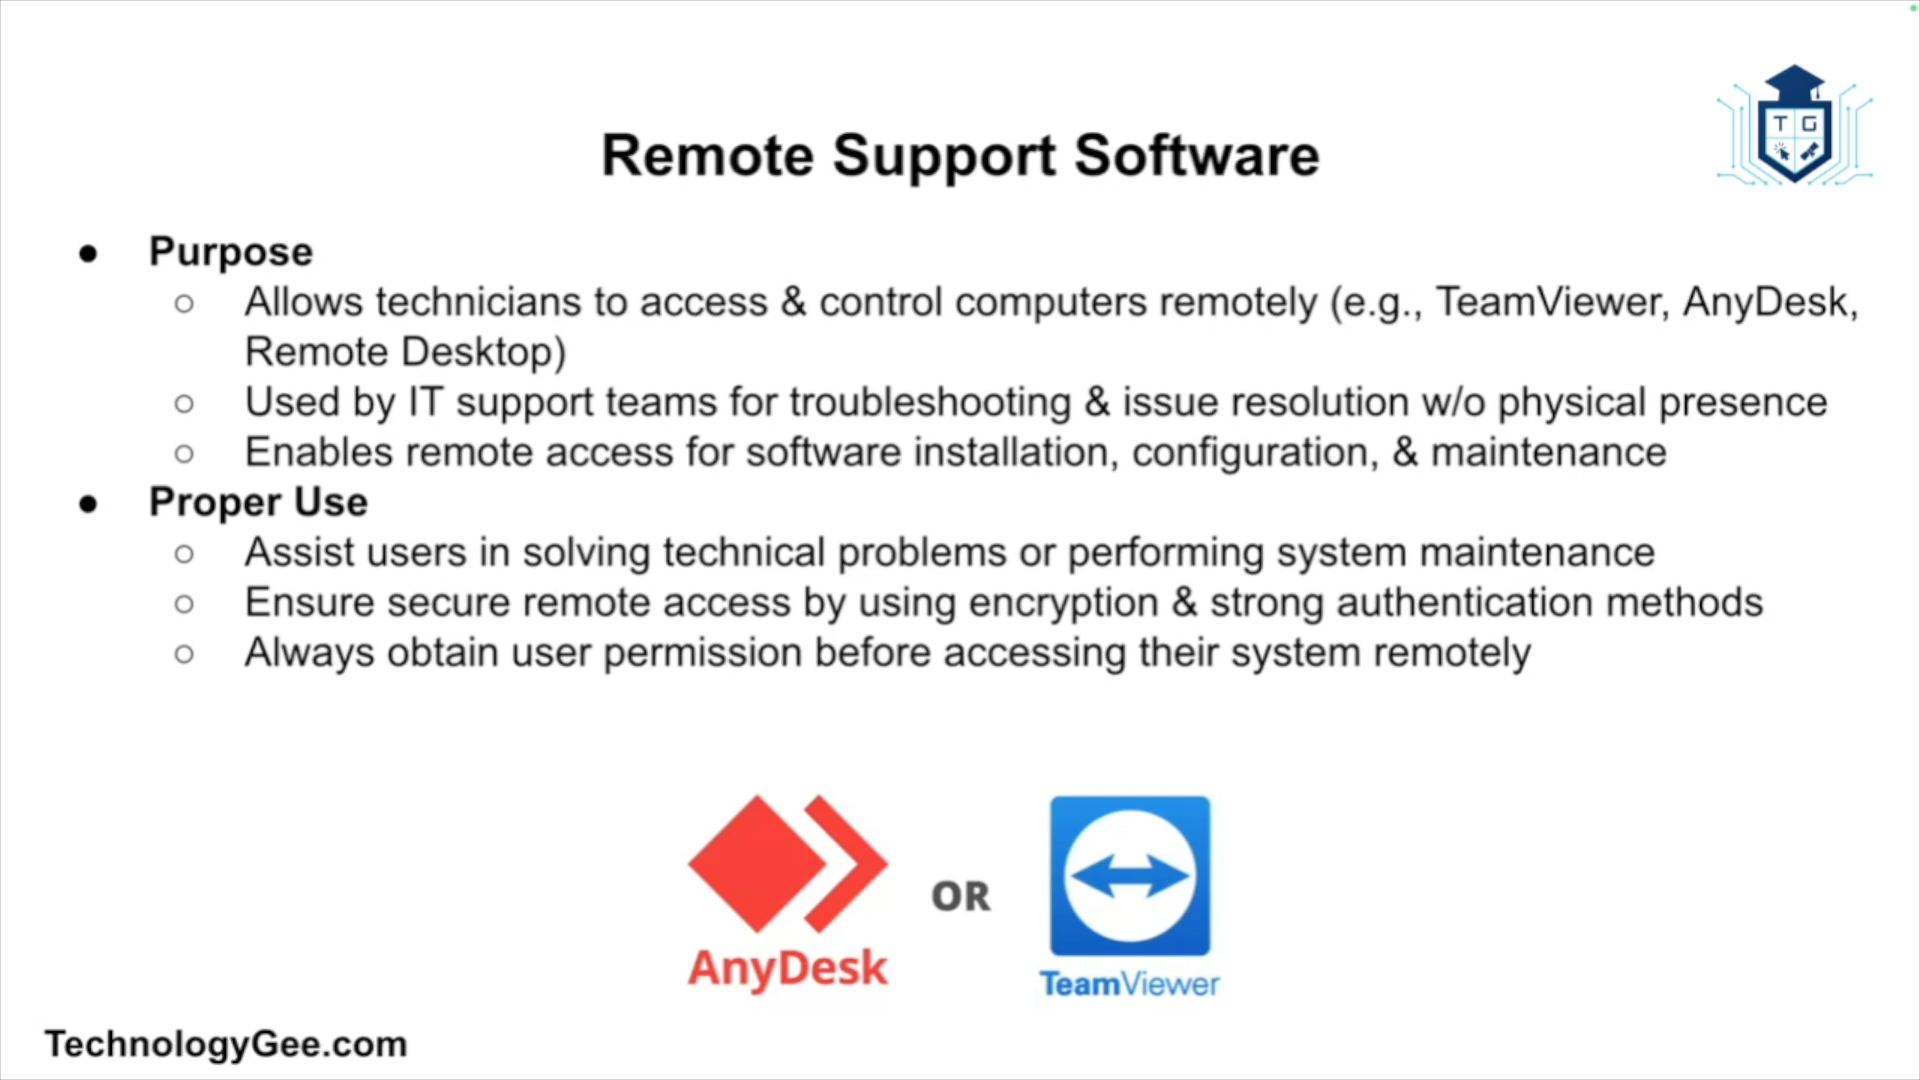 T G
Remote Support Software
● Purpose
○ Allows technicians to access & control computers remotely (e.g., TeamViewer, AnyDesk,
Remote Desktop)
○ Used by IT support teams for troubleshooting & issue resolution w/o physical presence
○ Enables remote access for software installation, configuration, & maintenance
● Proper Use
○ Assist users in solving technical problems or performing system maintenance
○ Ensure secure remote access by using encryption & strong authentication methods
○ Always obtain user permission before accessing their system remotely
OR
AnyDesk
TeamViewer
TechnologyGee.com